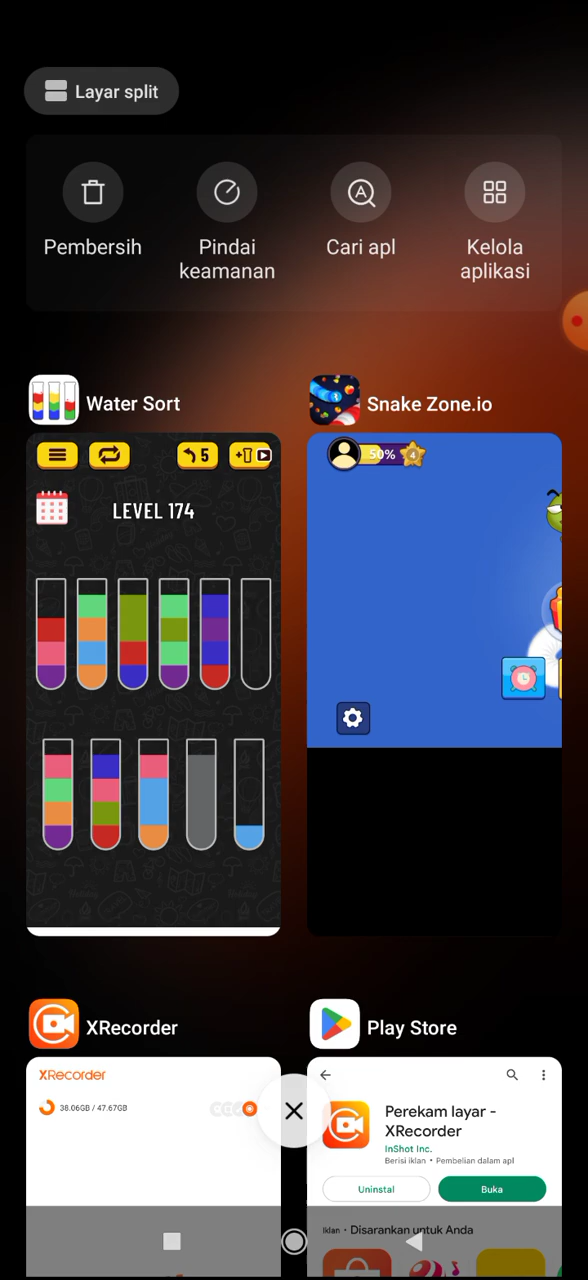 Layar split
Pembersih
Pindai
keamanan
Cari apl
Kelola
aplikasi
Water Sort
Snake Zone.io
5
+
LEVEL 174
50%
4
XRecorder
Play Store
XRecorder
38.06GB / 47.67GB
Perekam layar -
XRecorder
InShot Inc.
Berisi iklan • Pembelian dalam apl
Uninstal
Buka
Iklan • Disarankan untuk Anda